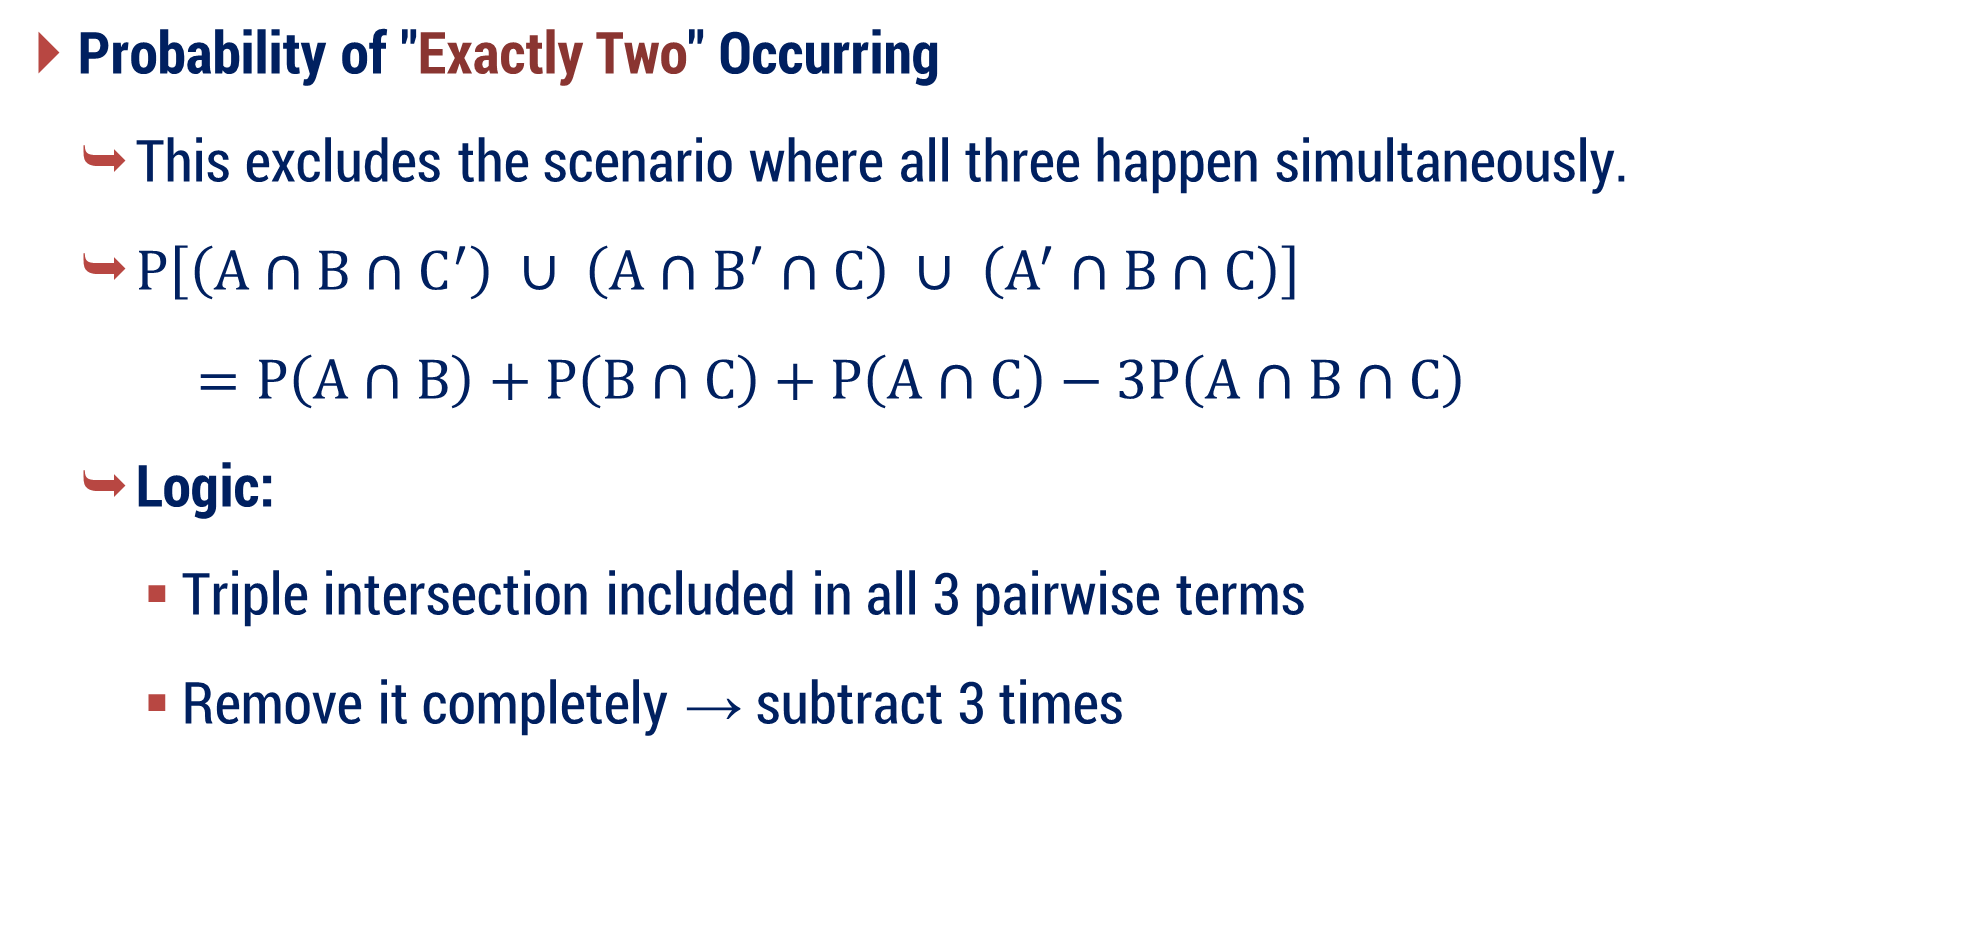 Probability of "Exactly Two" Occurring
This excludes the scenario where all three happen simultaneously.
P[(A ∩ B ∩ C′) ∪ (A ∩ B′ ∩ C) ∪ (A′ ∩ B ∩ C)]
= P(A ∩ B) + P(B ∩ C) + P(A ∩ C) − 3P(A ∩ B ∩ C)
Logic:
Triple intersection included in all 3 pairwise terms
Remove it completely → subtract 3 times